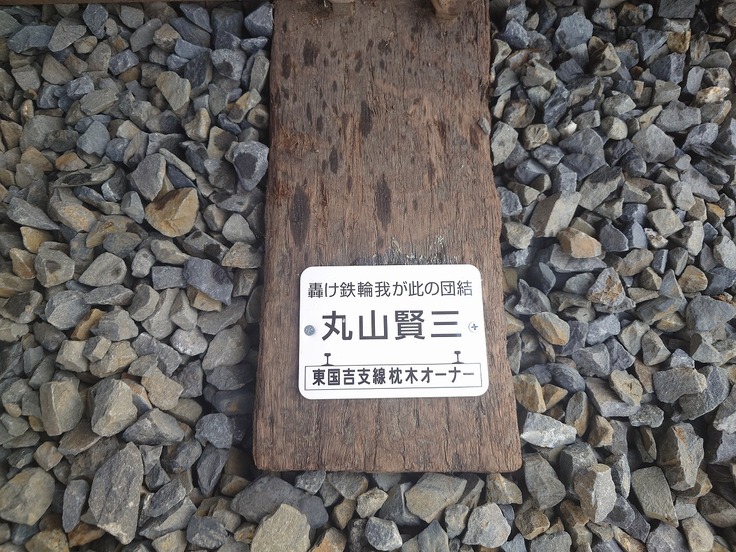 轟け鉄輪我が此の団結
丸山賢三
東国吉支線枕木オーナー